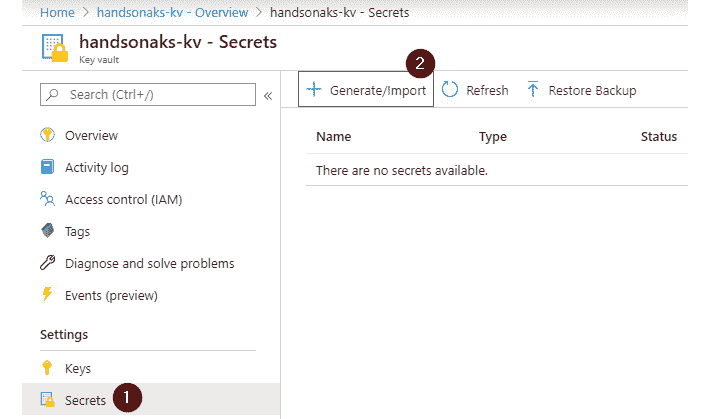 Home > handsonaks-kv - Overview > handsonaks-kv - Secrets
handsonaks-kv - Secrets
Key vault
2
Search (Ctrl+/)
«
Generate/Import
Refresh
Restore Backup
Overview
Activity log
Access control (IAM)
Tags
Diagnose and solve problems
Events (preview)
Settings
Keys
Secrets 1
Name Type Status
There are no secrets available.